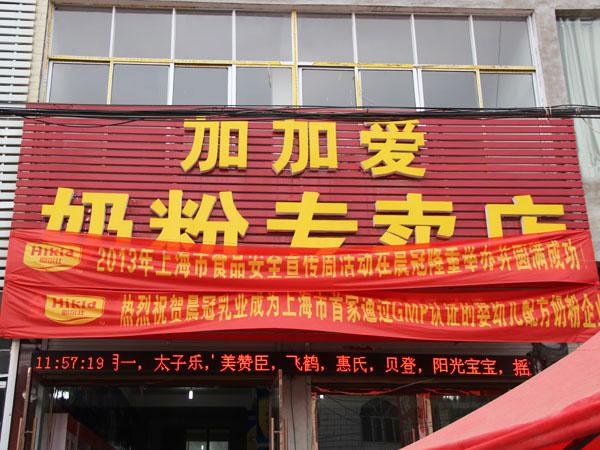 加加爱
奶粉专卖店
Hikid
2013年上海市食品安全宣传周活动在晨冠隆重举办并圆满成功
Hikid
热烈祝贺晨冠乳业成为上海市首家通过GMP认证的婴幼儿配方奶粉企
11:57:19 一，太子乐，美赞臣，飞鹤，惠氏，贝登，阳光宝宝，摇